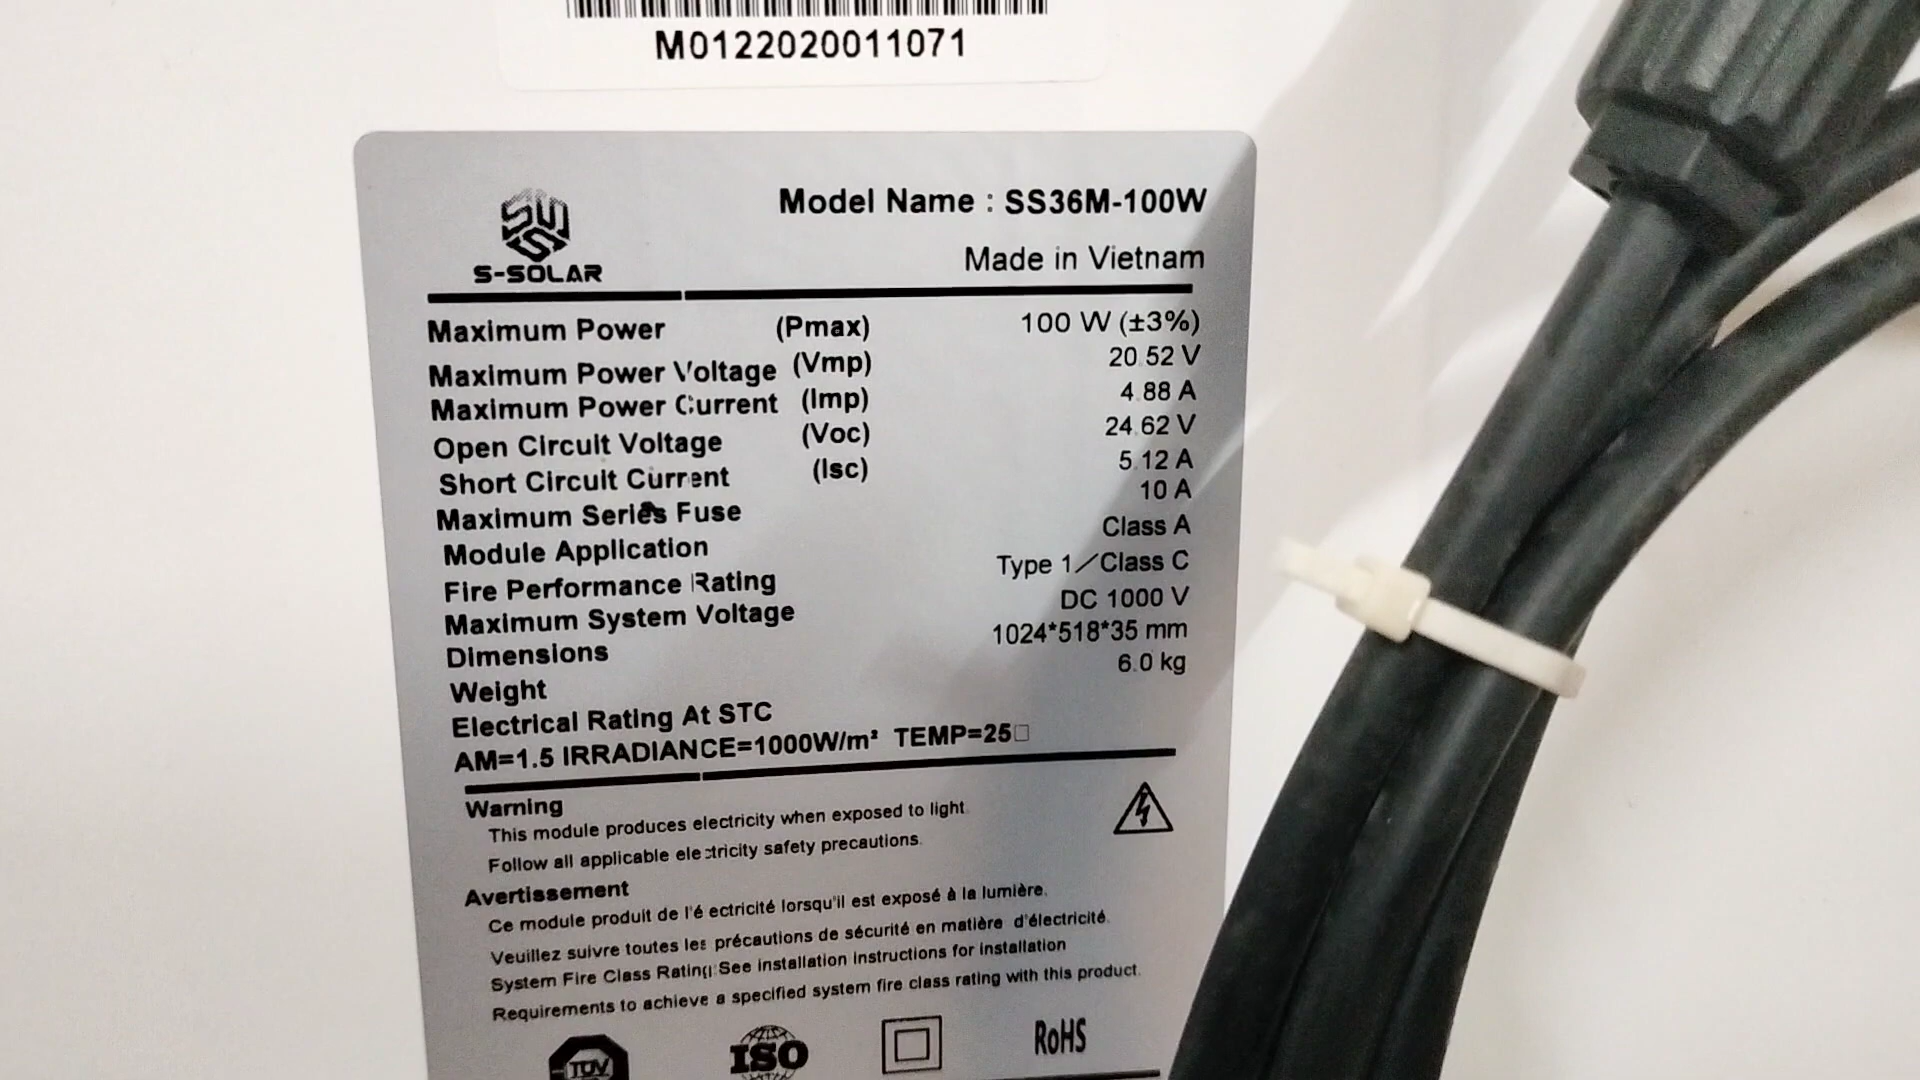 M0122020011071
S-SOLAR
Model Name : SS36M-100W
Made in Vietnam
Maximum Power (Pmax) 100 W (±3%)
Maximum Power Voltage (Vmp) 20.52 V
Maximum Power Current (Imp) 4.88 A
Open Circuit Voltage (Voc) 24.62 V
Short Circuit Current (Isc) 5.12 A
Maximum Series Fuse 10 A
Module Application Class A
Fire Performance Rating Type 1/Class C
Maximum System Voltage DC 1000 V
Dimensions 1024*518*35 mm
Weight 6.0 kg
Electrical Rating At STC
AM=1.5 IRRADIANCE=1000W/m² TEMP=25□
Warning
This module produces electricity when exposed to light.
Follow all applicable electricity safety precautions.
Avertissement
Ce module produit de l'électricité lorsqu'il est exposé à la lumière.
Veuillez suivre toutes les précautions de sécurité en matière d'électricité.
System Fire Class Rating:See installation instructions for installation
Requirements to achieve a specified system fire class rating with this product.
TÜV
ISO
RoHS